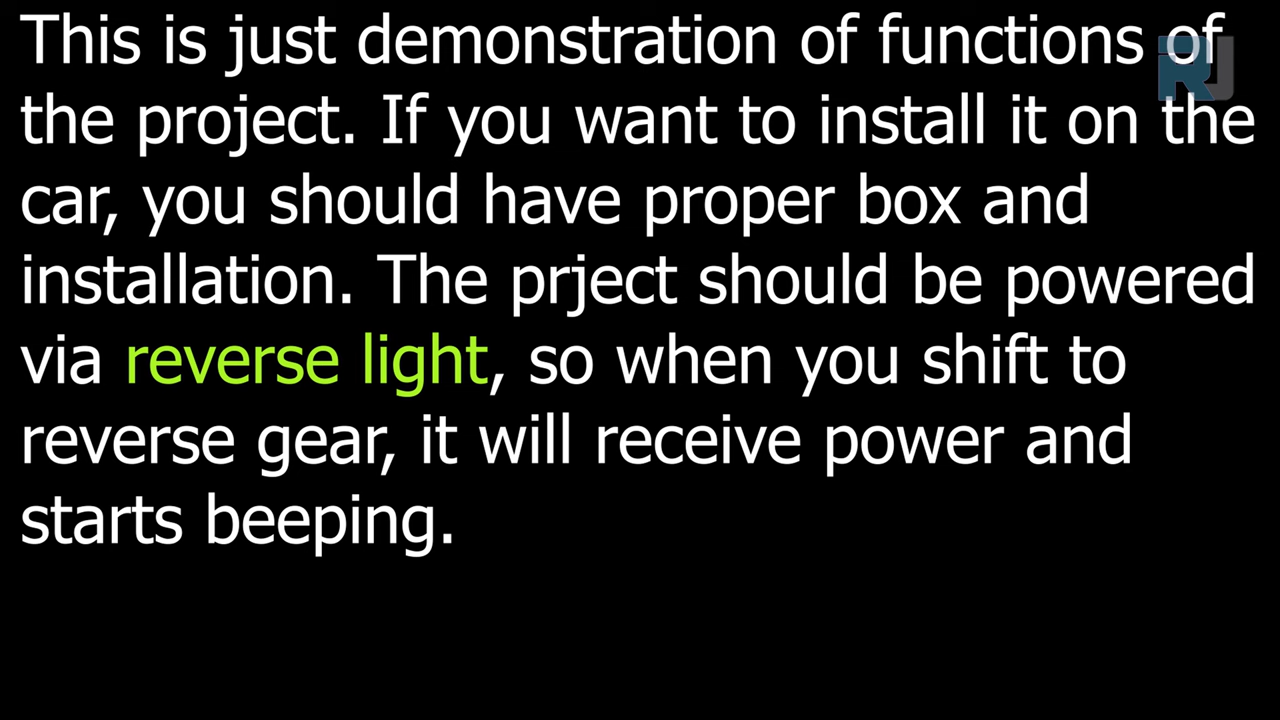 This is just demonstration of functions of
the project. If you want to install it on the
car, you should have proper box and
installation. The prject should be powered
via reverse light, so when you shift to
reverse gear, it will receive power and
starts beeping.
RJ